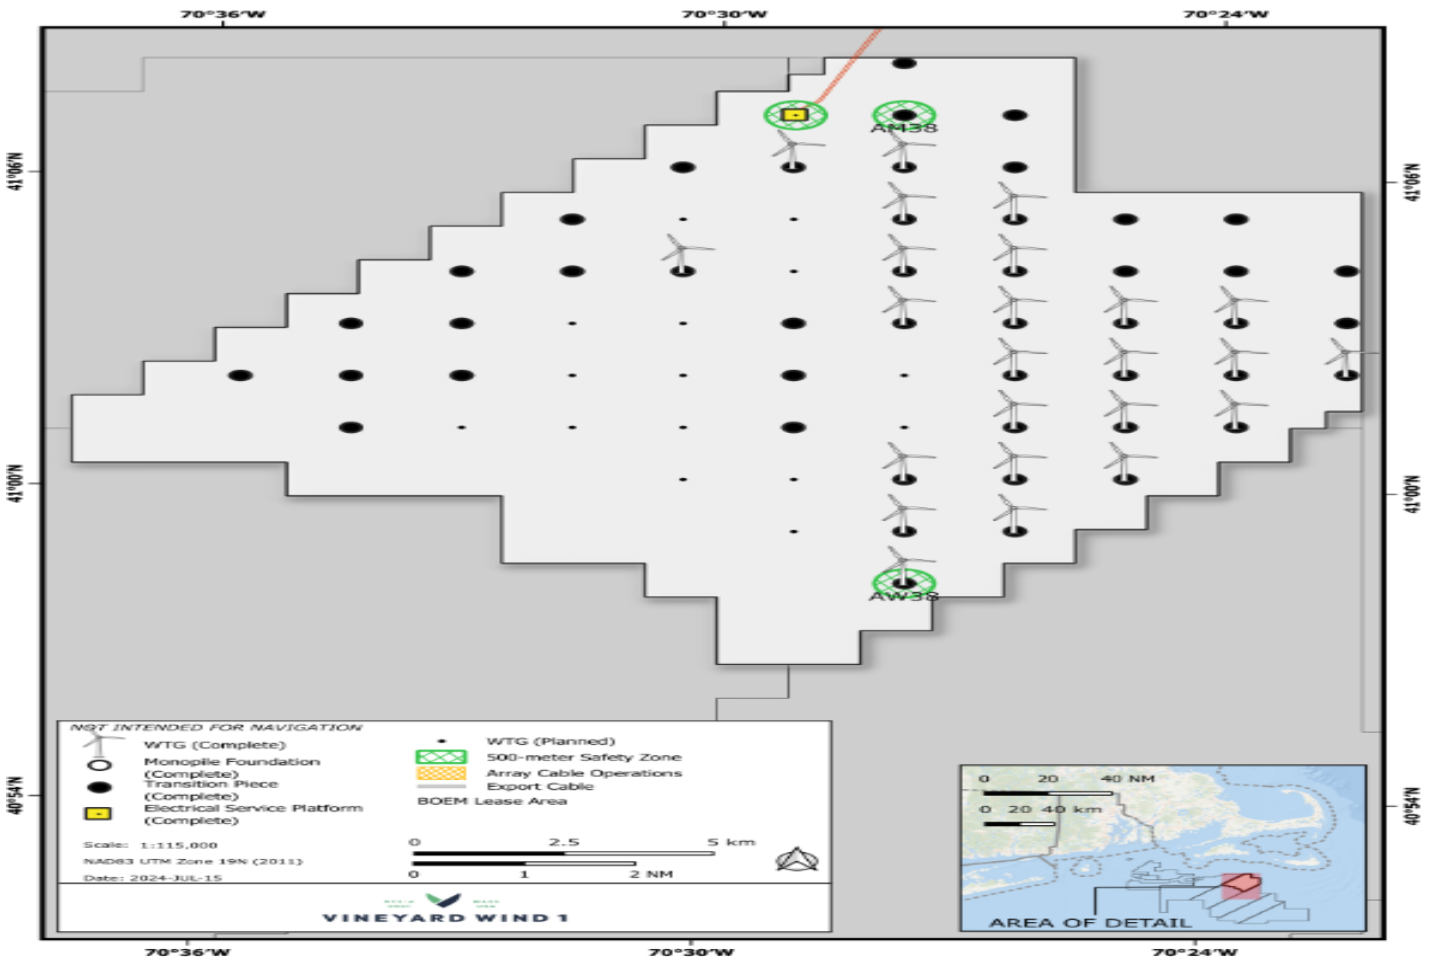 70°36'W 70°30'W 70°24'W
AM38
41°06'N 41°06'N
41°00'N 41°00'N
AW38
NOT INTENDED FOR NAVIGATION
WTG (Complete)
Monopile Foundation
(Complete)
Transition Piece
(Complete)
Electrical Service Platform
(Complete)
WTG (Planned)
500-meter Safety Zone
Array Cable Operations
Export Cable
BOEM Lease Area
Scale: 1:115,000
NAD83 UTM Zone 19N (2011)
Date: 2024-JUL-15
0 2.5 5 km
0 1 2 NM
VINEYARD WIND 1
40°54'N 40°54'N
0 20 40 NM
0 20 40 km
AREA OF DETAIL
70°36'W 70°30'W 70°24'W